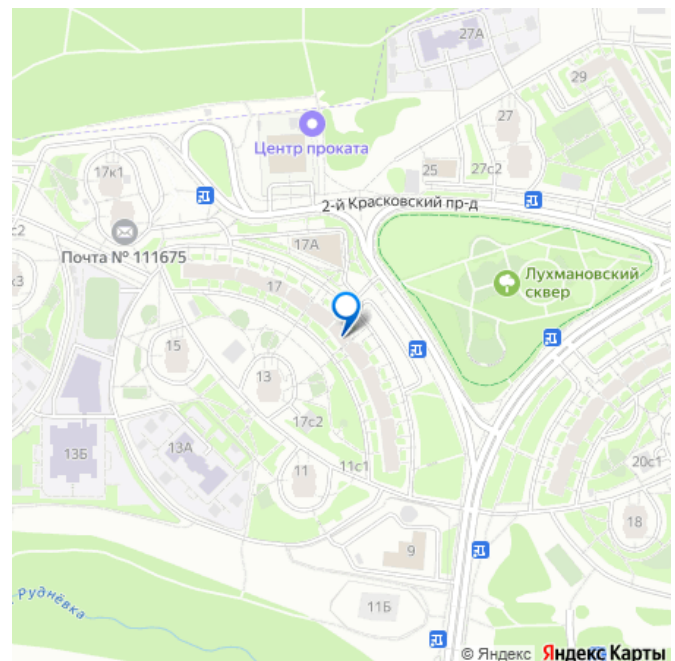 27А
29
27
Центр проката
17к1
25
27с2
2-й Красковский пр-д
с2
17А
Почта № 111675
Лухмановский
сквер
к3
17
15
13
17с2
13Б
13А
11
11с1
20с1
18
9
Руднёвка
11Б
© Яндекс Яндекс Карты